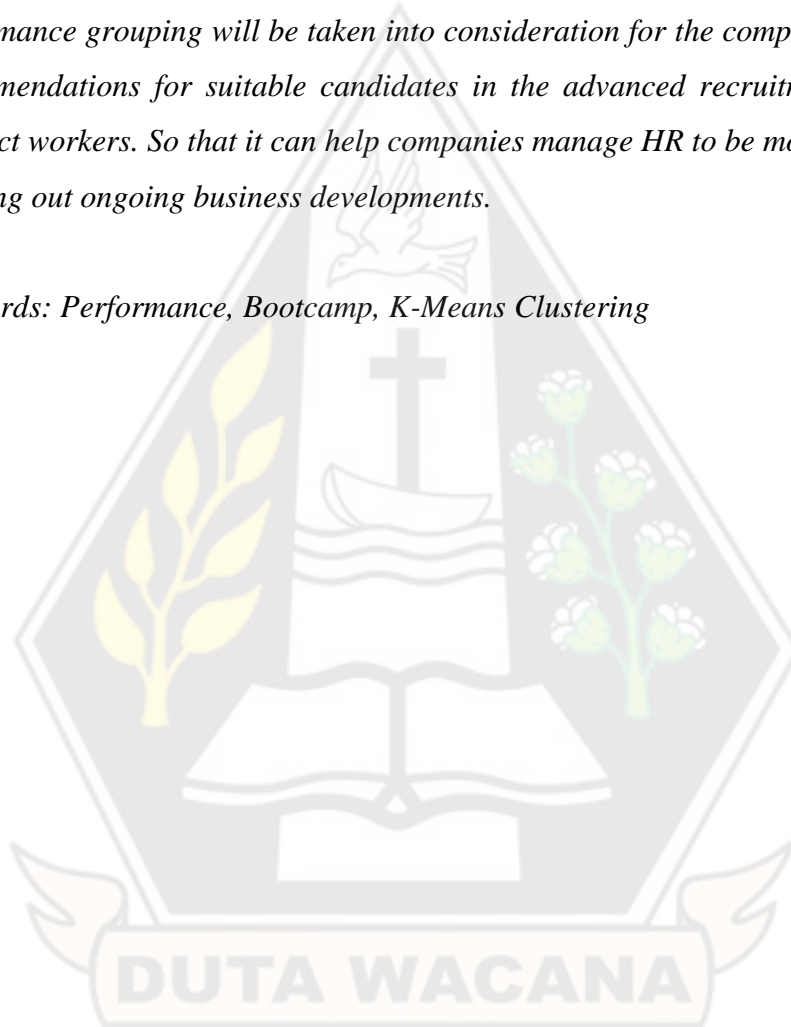 mance grouping will be taken into consideration for the comp
mendations for suitable candidates in the advanced recruitm
ct workers. So that it can help companies manage HR to be mo
ng out ongoing business developments.
rds: Performance, Bootcamp, K-Means Clustering
DUTA WACANA